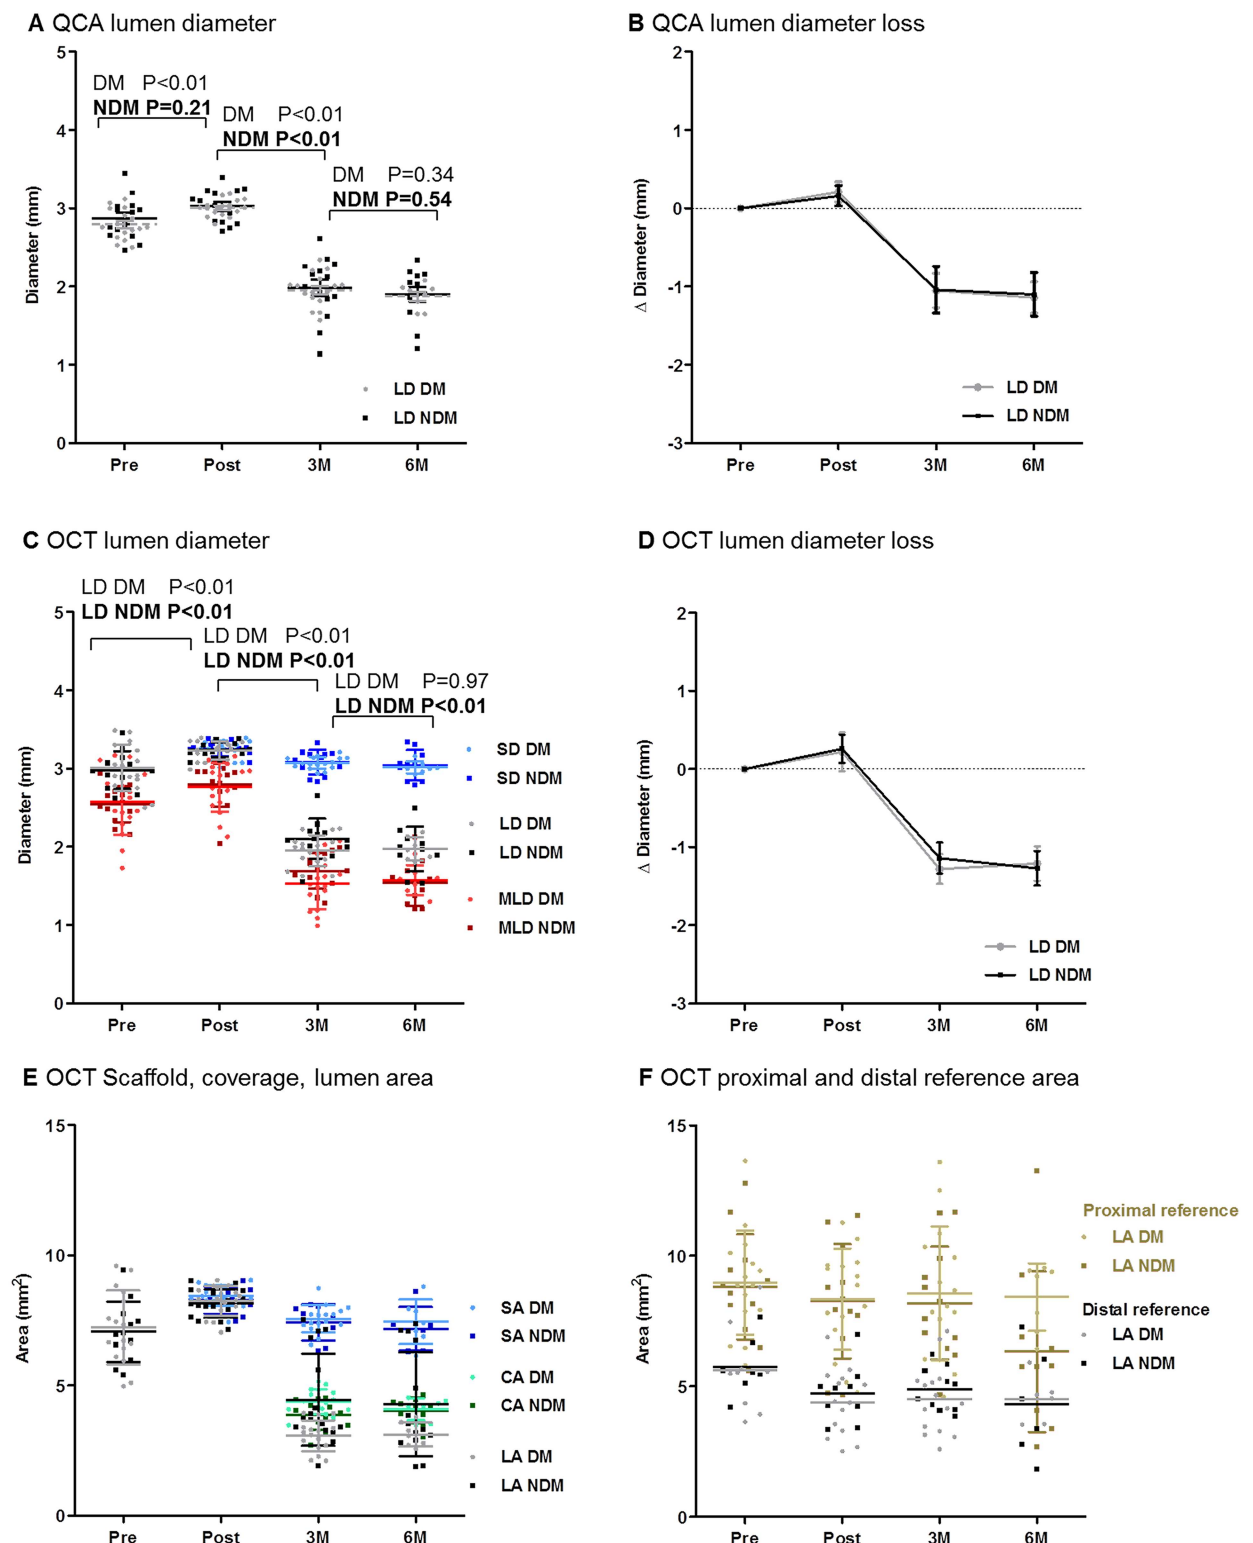 A QCA lumen diameter
5
4
3
2
1
0
Diameter (mm)
DM P<0.01
NDM P=0.21
DM P<0.01
NDM P<0.01
DM P=0.34
NDM P=0.54
LD DM
LD NDM
Pre Post 3M 6M
B QCA lumen diameter loss
2
1
0
-1
-2
-3
Δ Diameter (mm)
LD DM
LD NDM
Pre Post 3M 6M
C OCT lumen diameter
LD DM P<0.01
LD NDM P<0.01
LD DM P<0.01
LD NDM P<0.01
LD DM P=0.97
LD NDM P<0.01
5
4
3
2
1
0
Diameter (mm)
SD DM
SD NDM
LD DM
LD NDM
MLD DM
MLD NDM
Pre Post 3M 6M
D OCT lumen diameter loss
2
1
0
-1
-2
-3
Δ Diameter (mm)
LD DM
LD NDM
Pre Post 3M 6M
E OCT Scaffold, coverage, lumen area
15
10
5
0
Area (mm2)
SA DM
SA NDM
CA DM
CA NDM
LA DM
LA NDM
Pre Post 3M 6M
F OCT proximal and distal reference area
15
10
5
0
Area (mm2)
Proximal reference
LA DM
LA NDM
Distal reference
LA DM
LA NDM
Pre Post 3M 6M